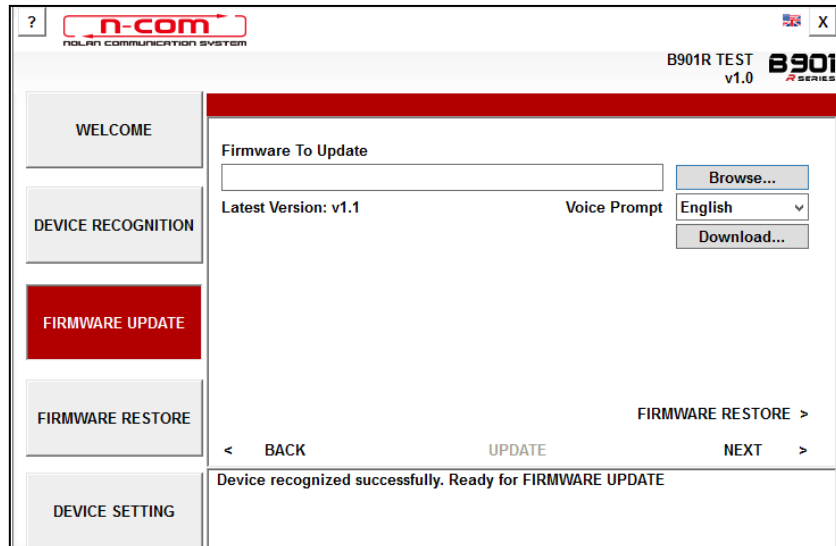 ?
n-com
NOLAN COMMUNICATION SYSTEM
X
B901R TEST
v1.0
B901
R SERIES
WELCOME
DEVICE RECOGNITION
FIRMWARE UPDATE
FIRMWARE RESTORE
DEVICE SETTING
Firmware To Update
Browse...
Latest Version: v1.1 Voice Prompt English
Download...
FIRMWARE RESTORE >
< BACK UPDATE NEXT >
Device recognized successfully. Ready for FIRMWARE UPDATE